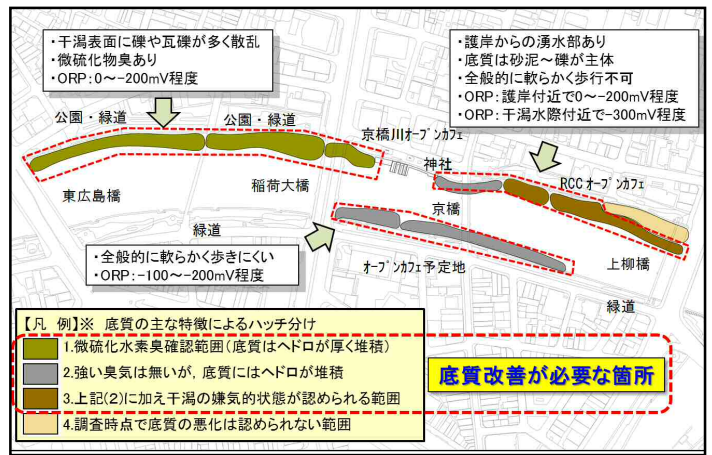 ・干潟表面に礫や瓦礫が多く散乱
・微硫化物臭あり
・ORP:0～-200mV程度
・護岸からの湧水部あり
・底質は砂泥～礫が主体
・全般的に軟らかく歩行不可
・ORP:護岸付近で0～-200mV程度
・ORP:干潟水際付近で-300mV程度
公園・緑道
公園・緑道
京橋川オープンカフェ
神社
RCCオープンカフェ
東広島橋
稲荷大橋
京橋
緑道
上柳橋
・全般的に軟らかく歩きにくい
・ORP:-100～-200mV程度
オープンカフェ予定地
緑道
【凡　例】※ 底質の主な特徴によるハッチ分け
1.微硫化水素臭確認範囲(底質はヘドロが厚く堆積)
2.強い臭気は無いが，底質にはヘドロが堆積
3.上記(2)に加え干潟の嫌気的状態が認められる範囲
4.調査時点で底質の悪化は認められない範囲
底質改善が必要な箇所